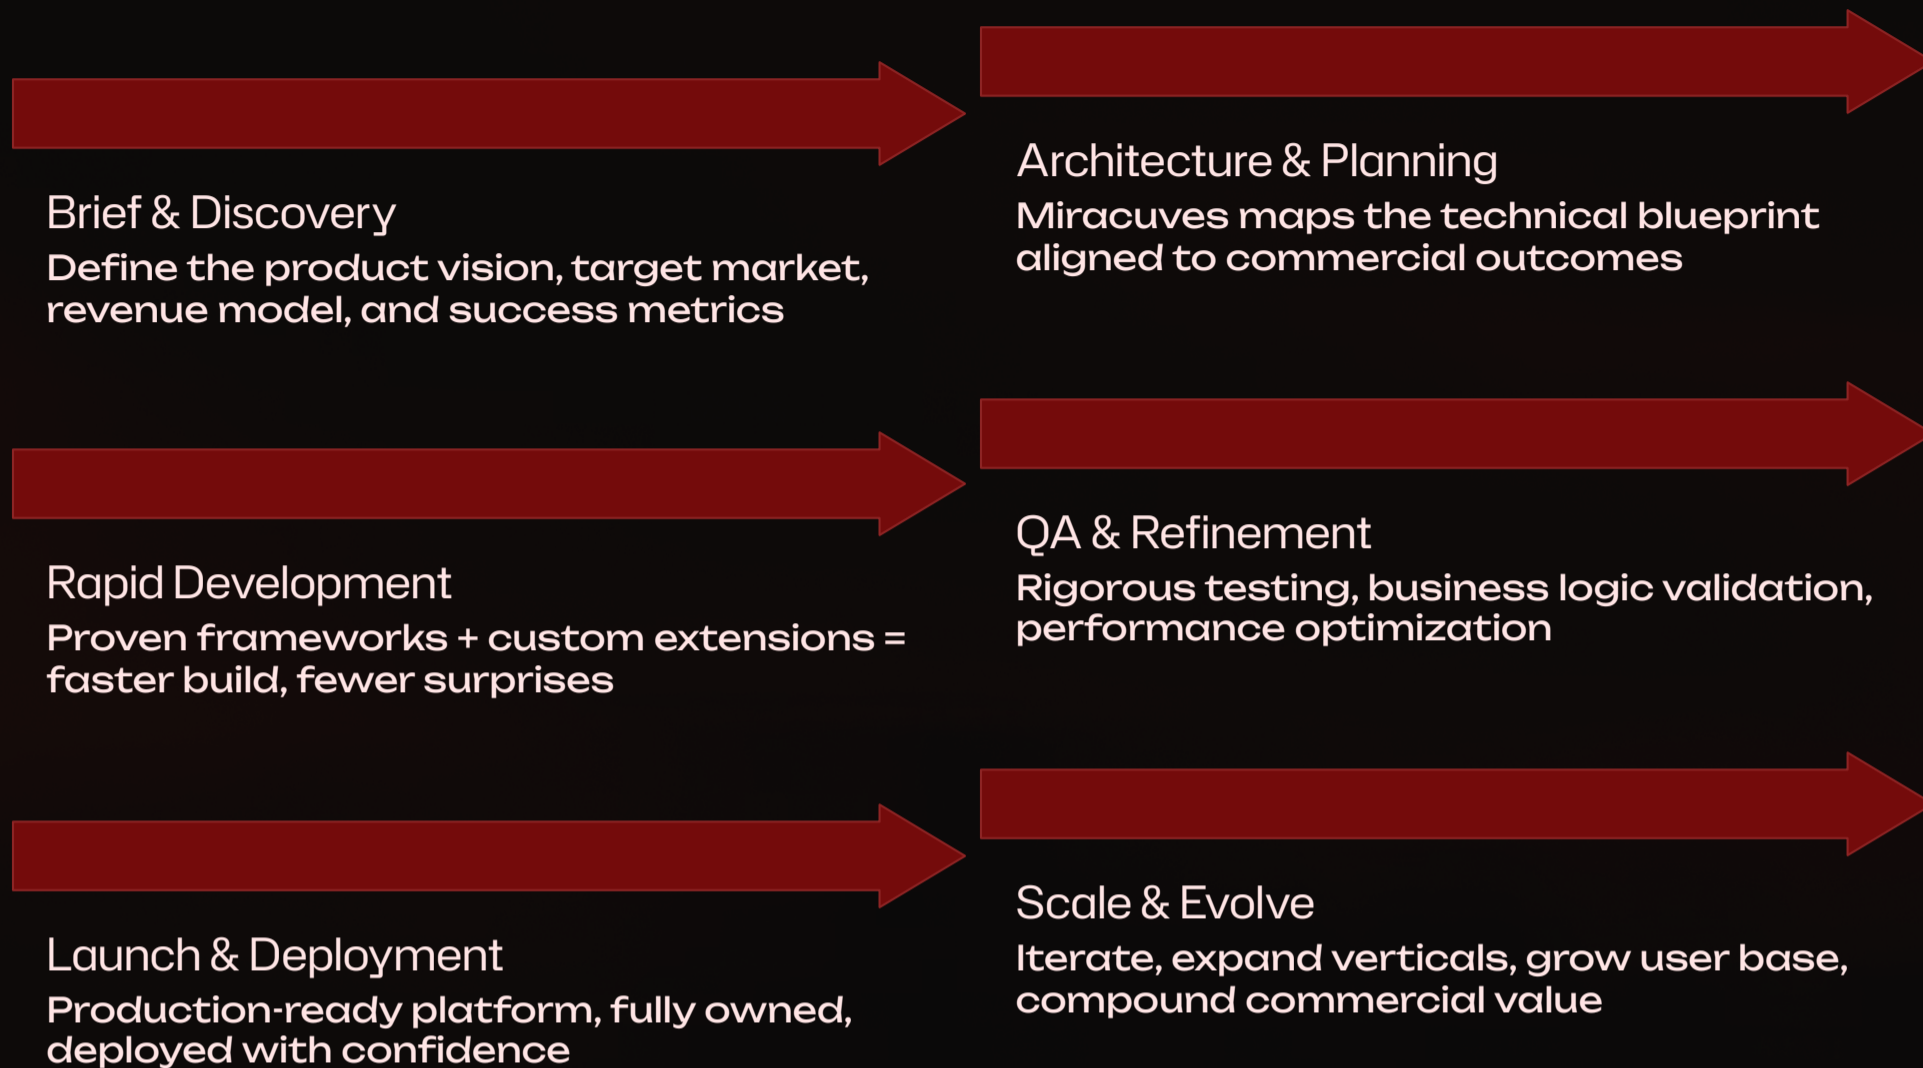 Brief & Discovery
Define the product vision, target market,
revenue model, and success metrics
Architecture & Planning
Miracuves maps the technical blueprint
aligned to commercial outcomes
Rapid Development
Proven frameworks + custom extensions =
faster build, fewer surprises
QA & Refinement
Rigorous testing, business logic validation,
performance optimization
Launch & Deployment
Production-ready platform, fully owned,
deployed with confidence
Scale & Evolve
Iterate, expand verticals, grow user base,
compound commercial value